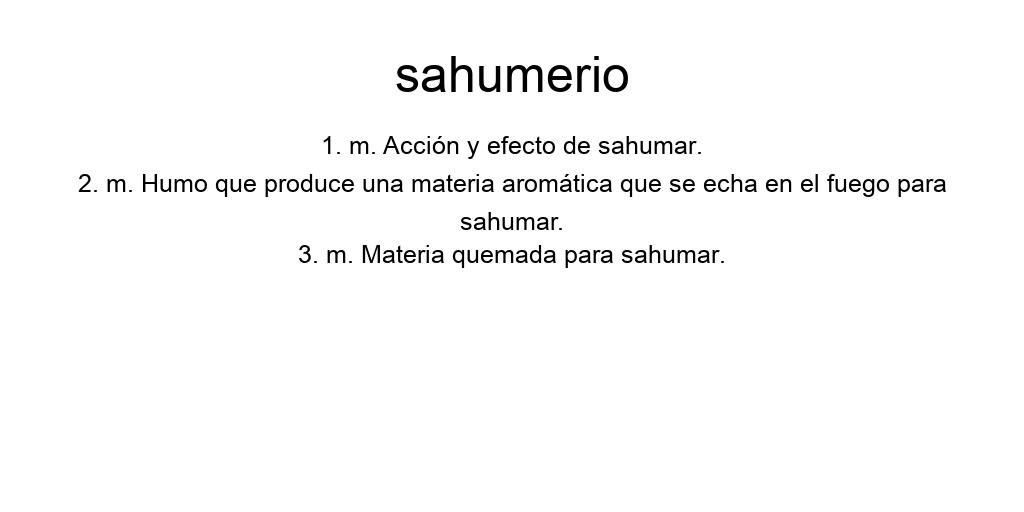 sahumerio
1. m. Acción y efecto de sahumar.
2. m. Humo que produce una materia aromática que se echa en el fuego para
sahumar.
3. m. Materia quemada para sahumar.